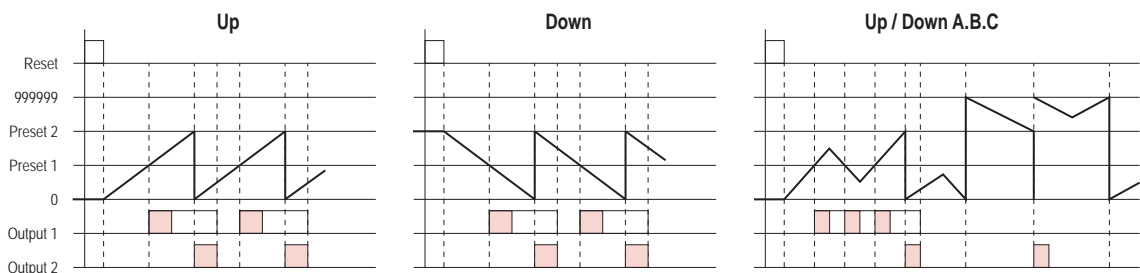 Up
Down
Up / Down A.B.C
Reset
999999
Preset 2
Preset 1
0
Output 1
Output 2